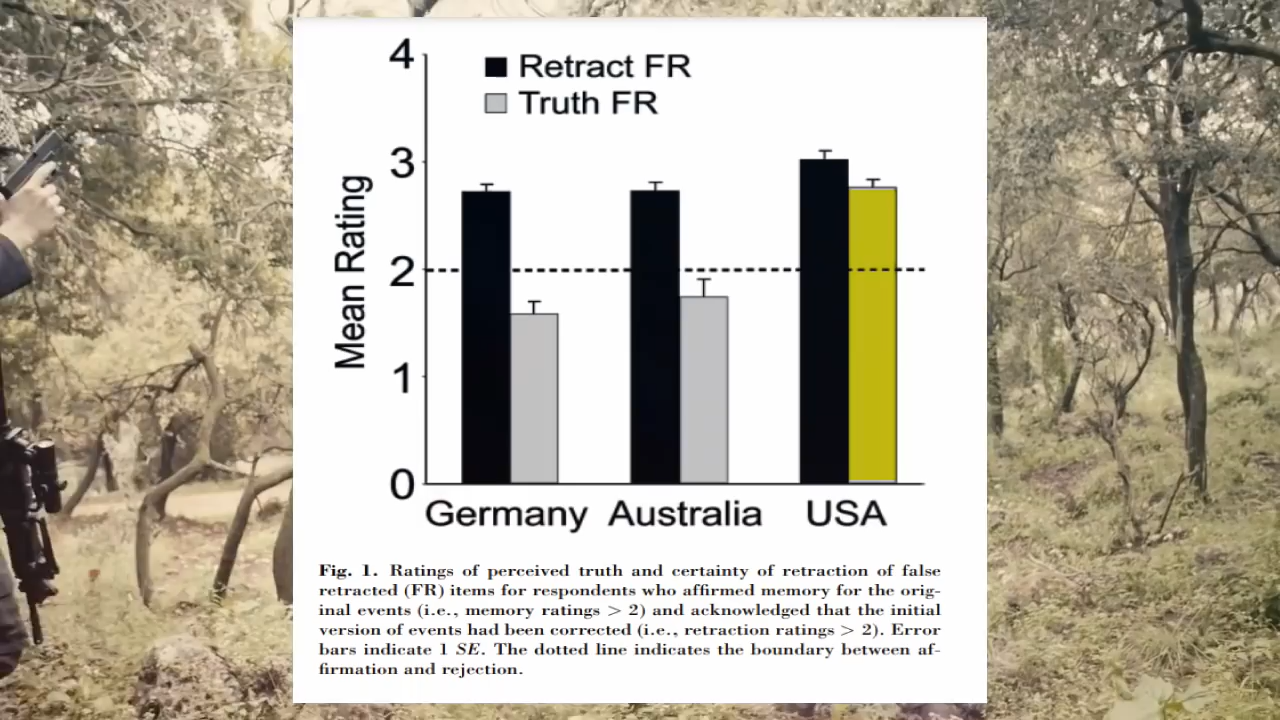 4
Retract FR
Truth FR
3
2
1
0
Mean Rating
Germany Australia USA
Fig. 1. Ratings of perceived truth and certainty of retraction of false
retracted (FR) items for respondents who affirmed memory for the orig-
inal events (i.e., memory ratings > 2) and acknowledged that the initial
version of events had been corrected (i.e., retraction ratings > 2). Error
bars indicate 1 SE. The dotted line indicates the boundary between af-
firmation and rejection.